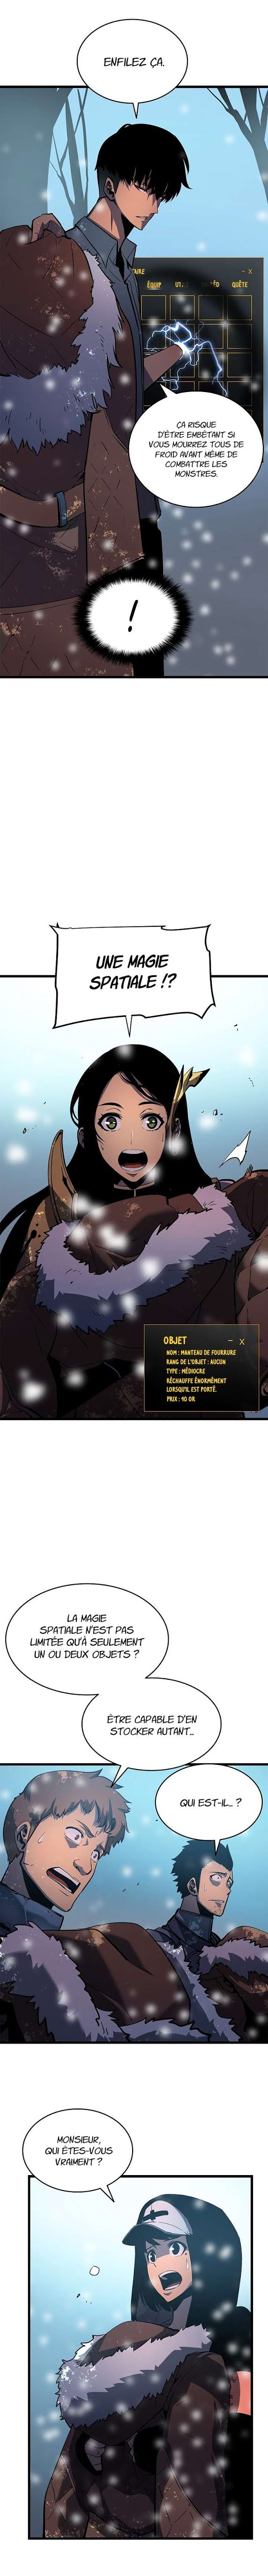 ENFILEZ ÇA.
QUÊTE
ÇA RISQUE
D'ÊTRE EMBÊTANT SI
VOUS MOURREZ TOUS DE
FROID AVANT MÊME DE
COMBATTRE LES
MONSTRES.
!
UNE MAGIE
SPATIALE !?
OBJET - X
NOM : MANTEAU DE FOURRURE
RANG DE L'OBJET : AUCUN
TYPE : MÉDIOCRE
RÉCHAUFFE ÉNORMÉMENT
LORSQU'IL EST PORTÉ.
PRIX : 10 OR
LA MAGIE
SPATIALE N'EST PAS
LIMITÉE QU'À SEULEMENT
UN OU DEUX OBJETS ?
ÊTRE CAPABLE D'EN
STOCKER AUTANT...
QUI EST-IL... ?
MONSIEUR,
QUI ÊTES-VOUS
VRAIMENT ?